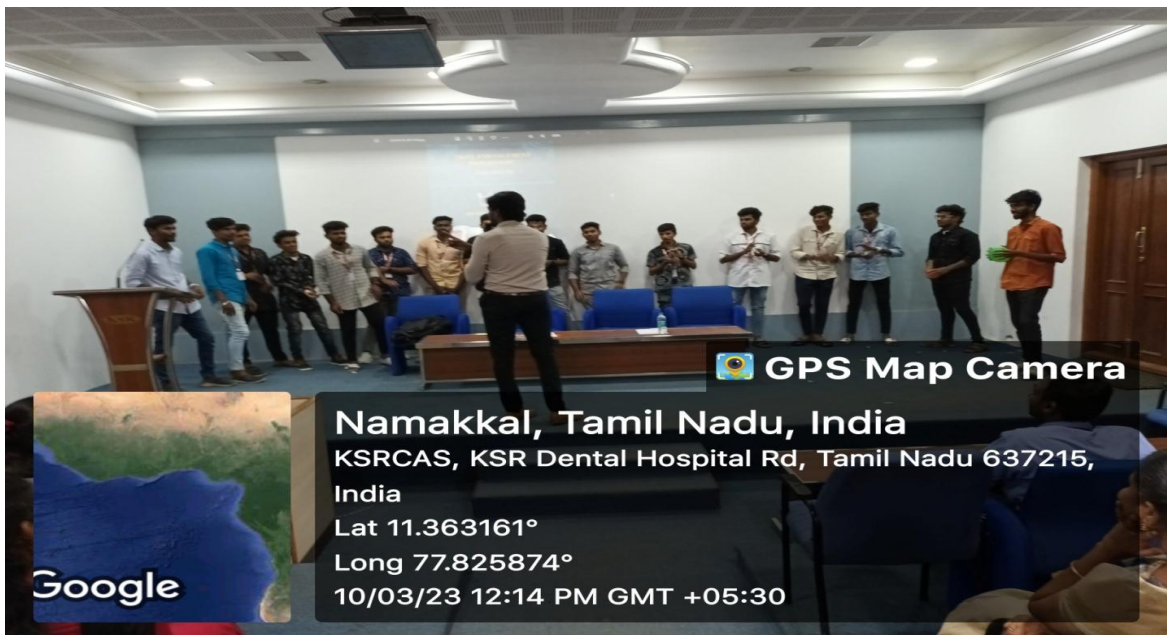 GPS Map Camera
Namakkal, Tamil Nadu, India
KSRCAS, KSR Dental Hospital Rd, Tamil Nadu 637215,
India
Lat 11.363161°
Long 77.825874°
10/03/23 12:14 PM GMT +05:30
Google